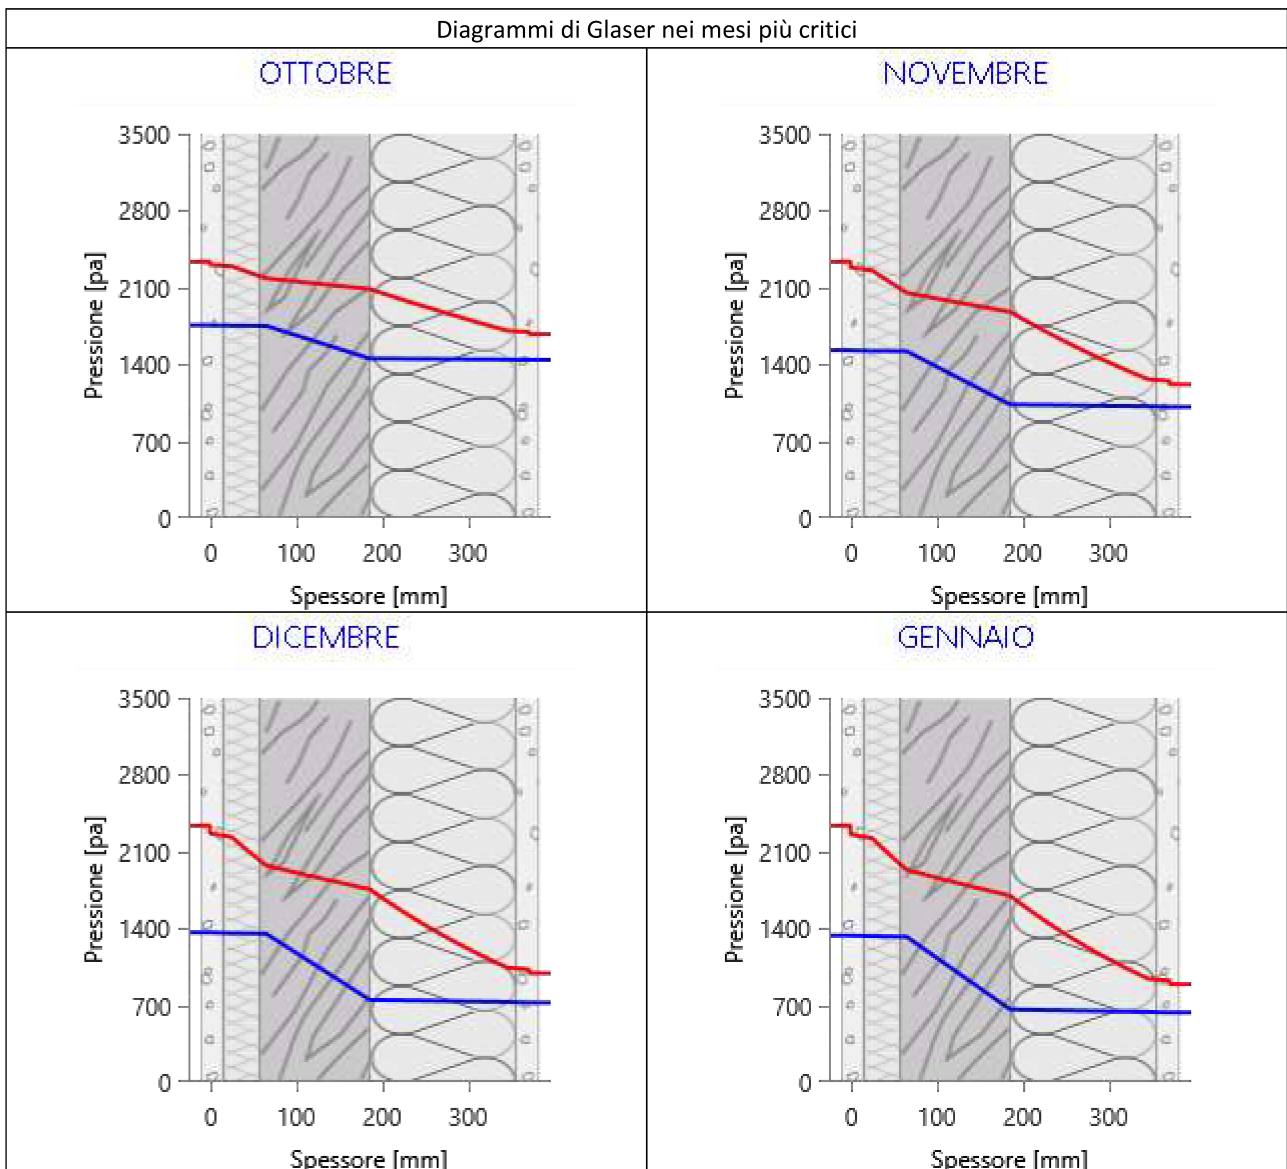 Diagrammi di Glaser nei mesi più critici
OTTOBRE
Pressione [pa]
3500
2800
2100
1400
700
0
0 100 200 300
Spessore [mm]
NOVEMBRE
Pressione [pa]
3500
2800
2100
1400
700
0
0 100 200 300
Spessore [mm]
DICEMBRE
Pressione [pa]
3500
2800
2100
1400
700
0
0 100 200 300
Spessore [mm]
GENNAIO
Pressione [pa]
3500
2800
2100
1400
700
0
0 100 200 300
Spessore [mm]